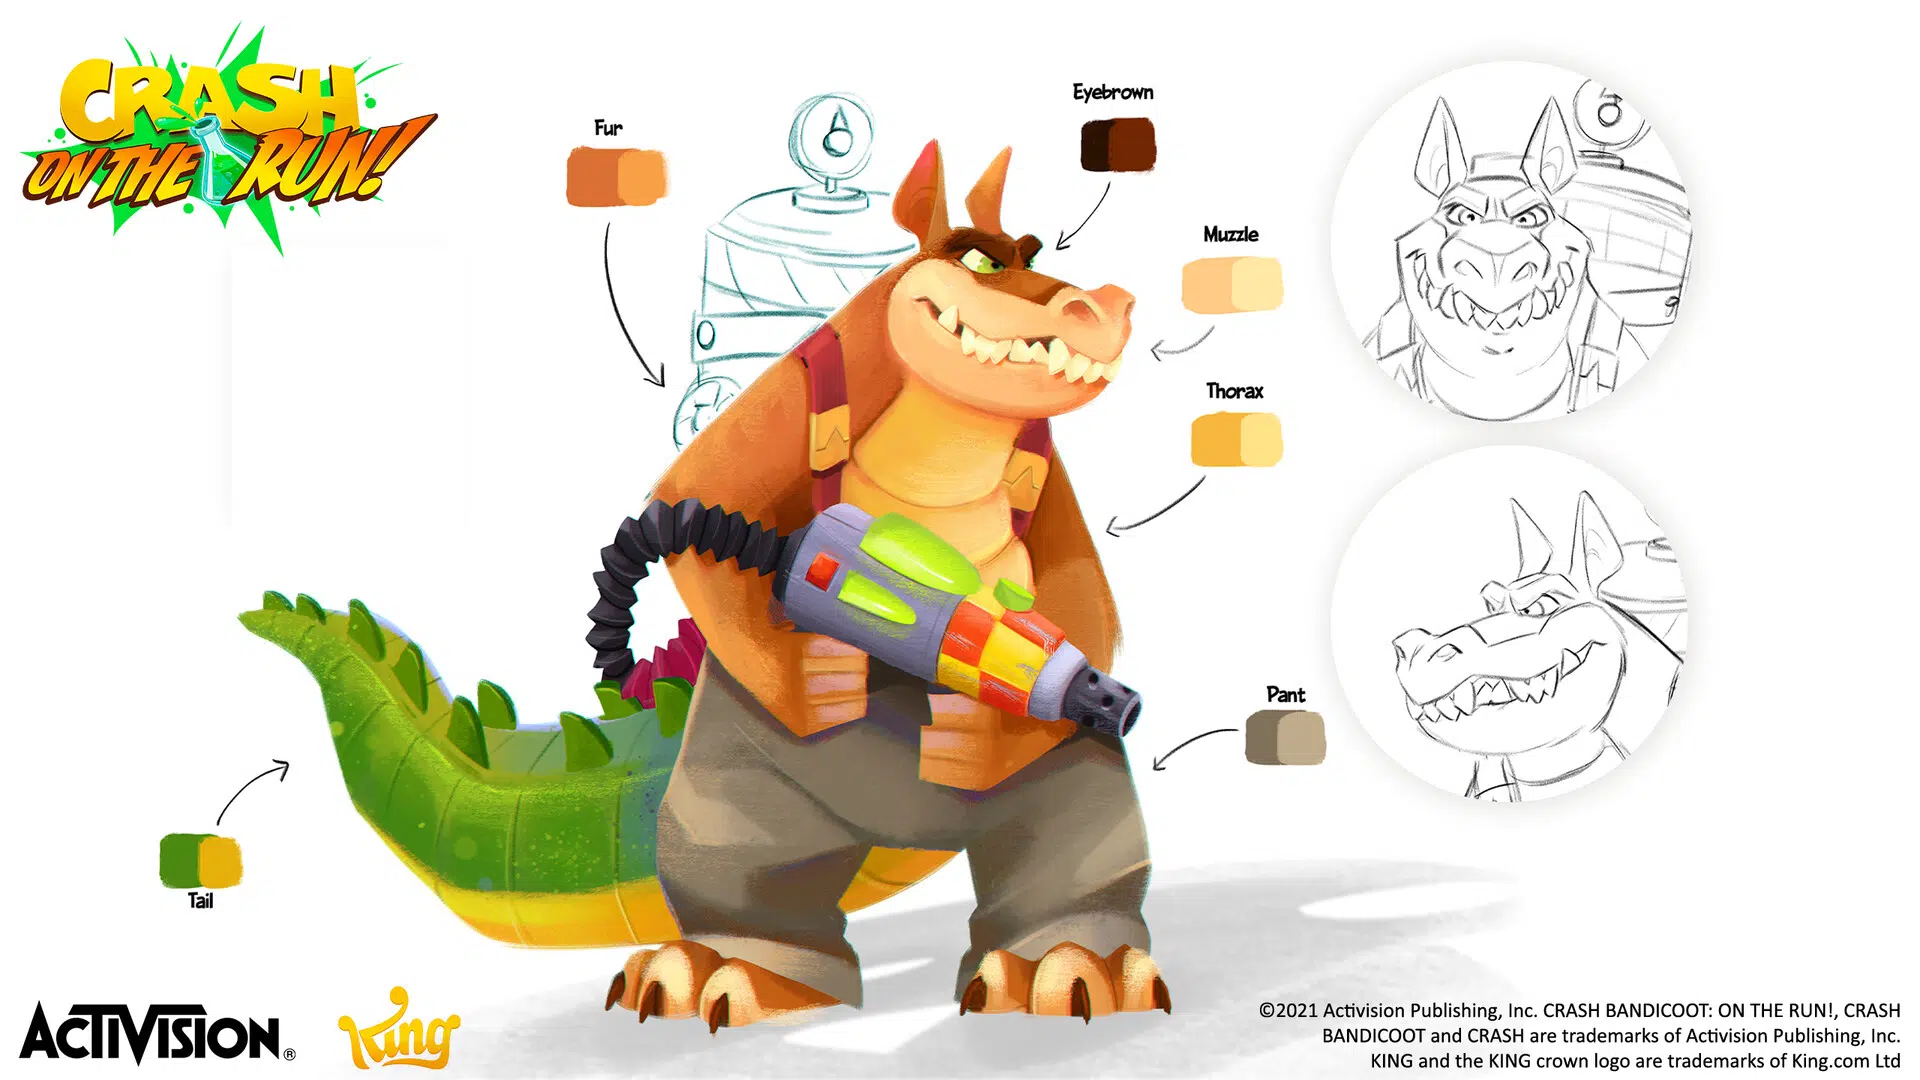 CRASH
ON THE RUN!
Fur
Eyebrown
Muzzle
Thorax
Pant
Tail
ACTIVISION®
King
©2021 Activision Publishing, Inc. CRASH BANDICOOT: ON THE RUN!, CRASH
BANDICOOT and CRASH are trademarks of Activision Publishing, Inc.
KING and the KING crown logo are trademarks of King.com Ltd